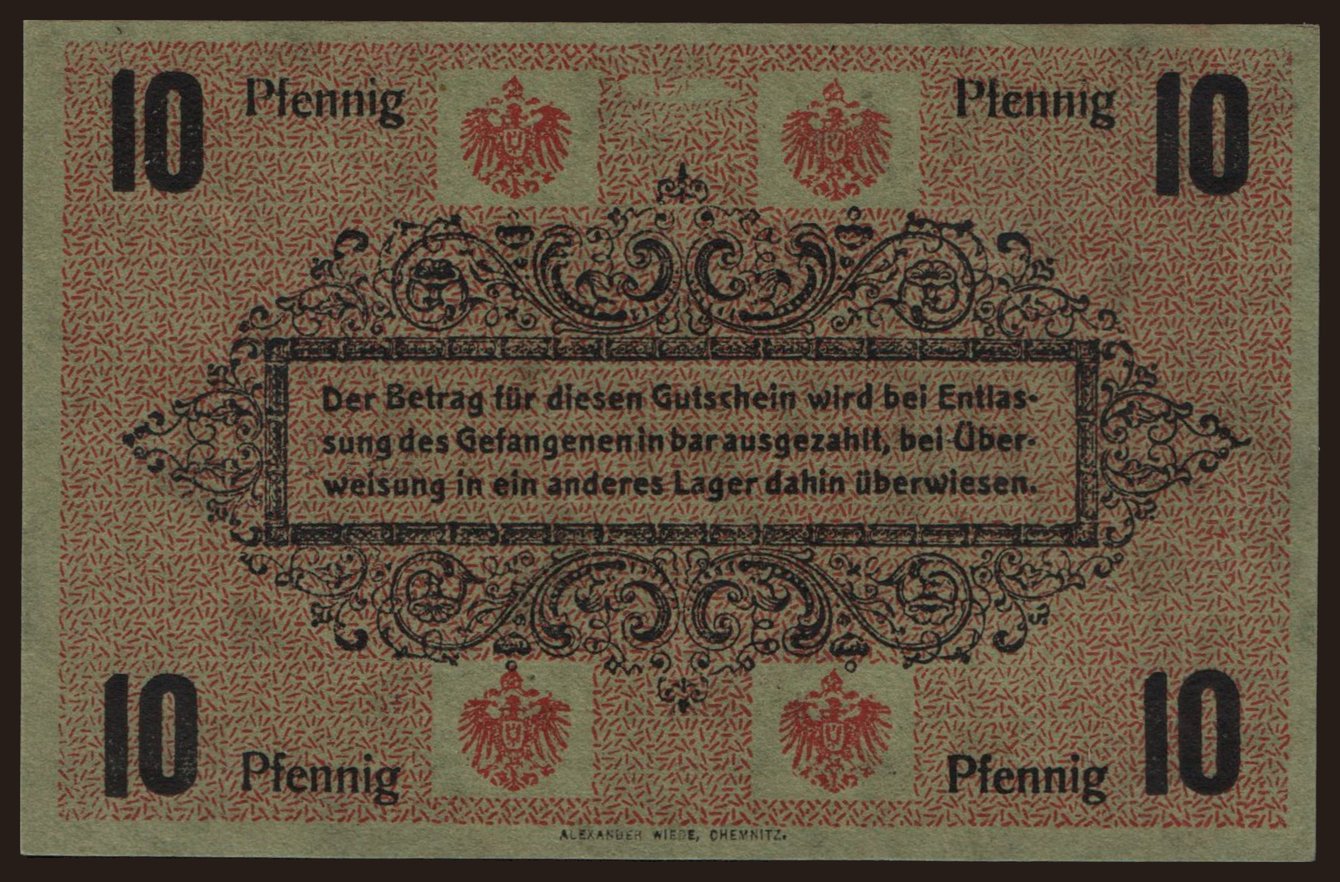 10 Pfennig Pfennig 10
Der Betrag für diesen Gutschein wird bei Entlas-
sung des Gefangenen in bar ausgezahlt, bei Über-
weisung in ein anderes Lager dahin überwiesen.
10 Pfennig Pfennig 10
ALEXANDER WIEDE, CHEMNITZ.